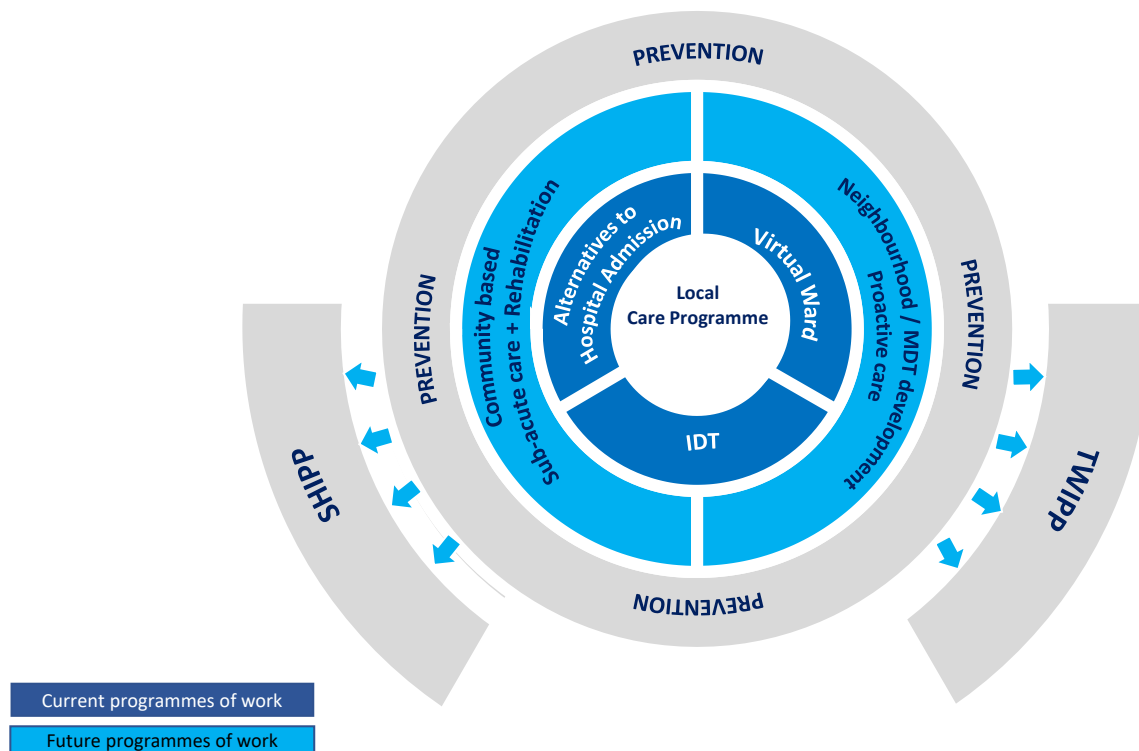 PREVENTION
Community based
Sub-acute care + Rehabilitation
Alternatives to
Hospital Admission
Virtual Ward
Neighbourhood / MDT development
Proactive care
Local
Care Programme
PREVENTION
PREVENTION
IDT
SHIPP
TWIPP
PREVENTION
Current programmes of work
Future programmes of work